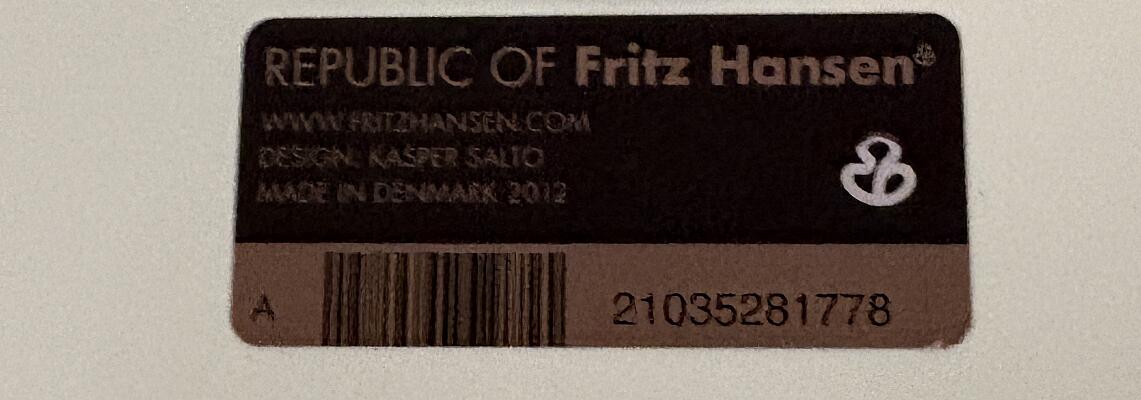 REPUBLIC OF Fritz Hansen®
WWW.FRITZHANSEN.COM
DESIGN: KASPER SALTO
MADE IN DENMARK 2012
A
21035281778